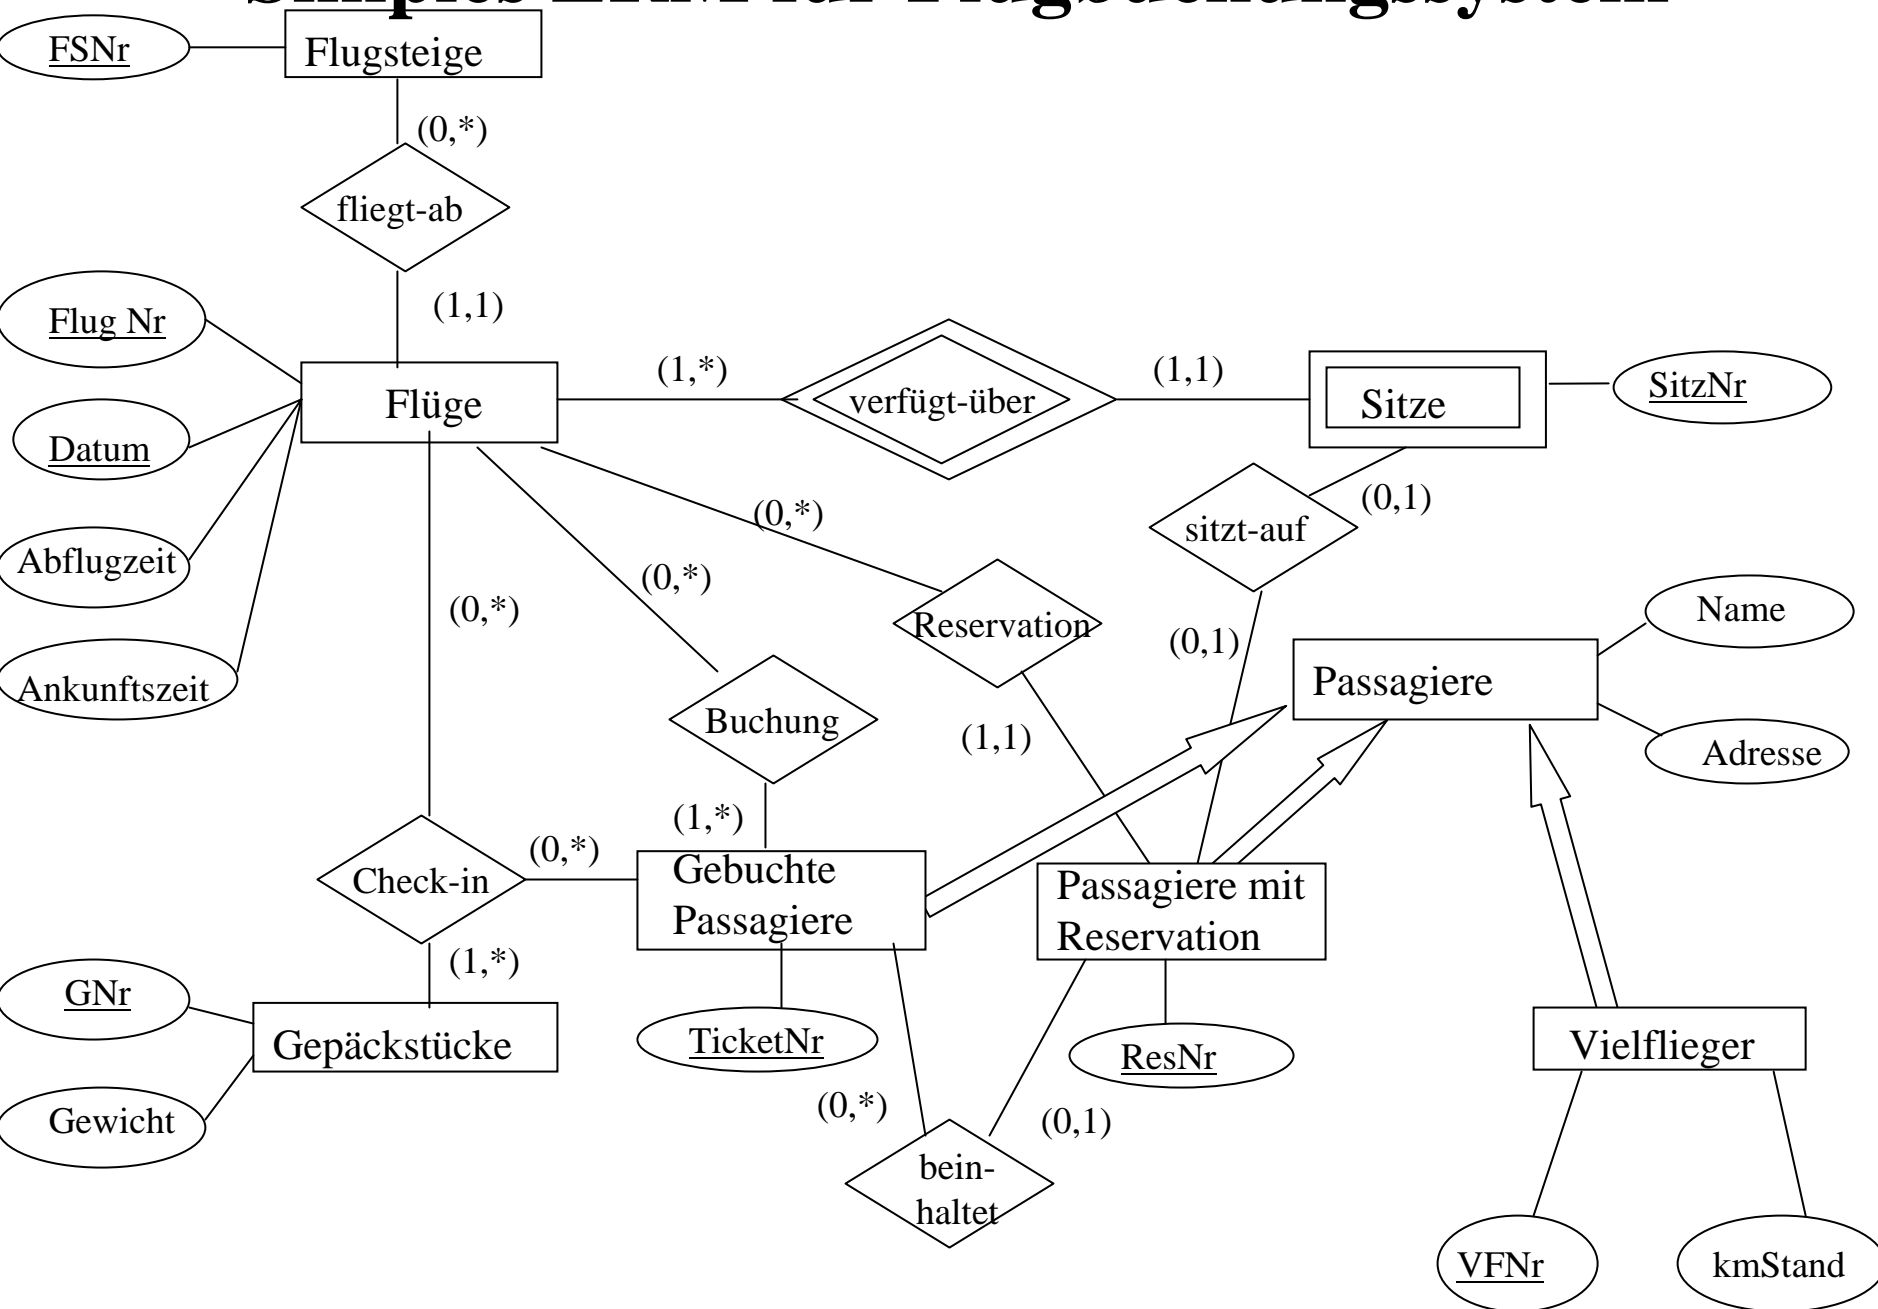 FSNr
Flugsteige
(0,*)
fliegt-ab
(1,1)
Flug Nr
Datum
Abflugzeit
Ankunftszeit
Flüge
(1,*)
verfügt-über
(1,1)
Sitze
SitzNr
(0,1)
sitzt-auf
(0,1)
(0,*)
Reservation
(1,1)
(0,*)
Buchung
(1,*)
(0,*)
Check-in
(0,*)
(1,*)
Name
Passagiere
Adresse
Gebuchte
Passagiere
Passagiere mit
Reservation
GNr
Gepäckstücke
Gewicht
TicketNr
ResNr
Vielflieger
(0,*)
(0,1)
bein-
haltet
VFNr
kmStand